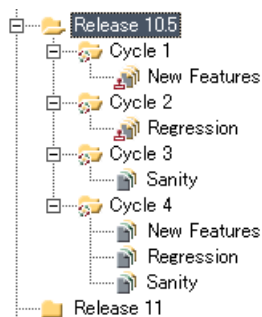 Release 10.5
Cycle 1
New Features
Cycle 2
Regression
Cycle 3
Sanity
Cycle 4
New Features
Regression
Sanity
Release 11